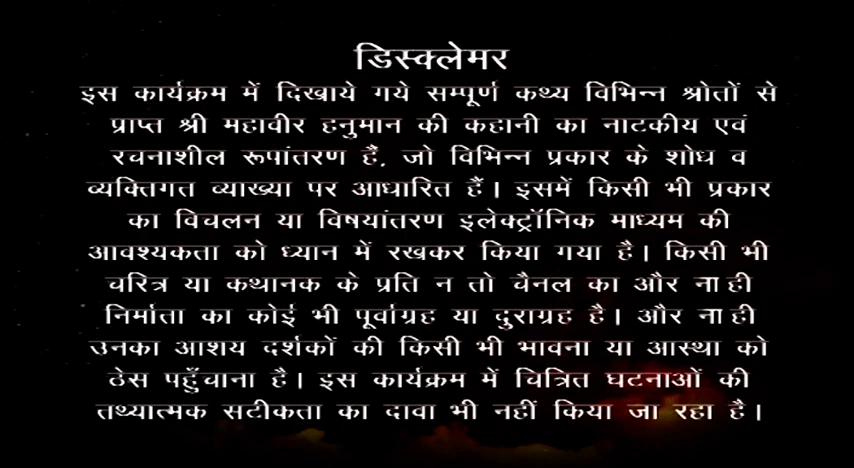 डिस्क्लेमर
इस कार्यक्रम में दिखाये गये सम्पूर्ण कथ्य विभिन्न श्रोतों से
प्राप्त श्री महावीर हनुमान की कहानी का नाटकीय एवं
रचनाशील रूपांतरण हैं, जो विभिन्न प्रकार के शोध व
व्यक्तिगत व्याख्या पर आधारित हैं। इसमें किसी भी प्रकार
का विचलन या विषयांतरण इलेक्ट्रॉनिक माध्यम की
आवश्यकता को ध्यान में रखकर किया गया है। किसी भी
चरित्र या कथानक के प्रति न तो चैनल का और ना ही
निर्माता का कोई भी पूर्वाग्रह या दुराग्रह है। और ना ही
उनका आशय दर्शकों की किसी भी भावना या आस्था को
ठेस पहुँचाना है। इस कार्यक्रम में चित्रित घटनाओं की
तथ्यात्मक सटीकता का दावा भी नहीं किया जा रहा है।